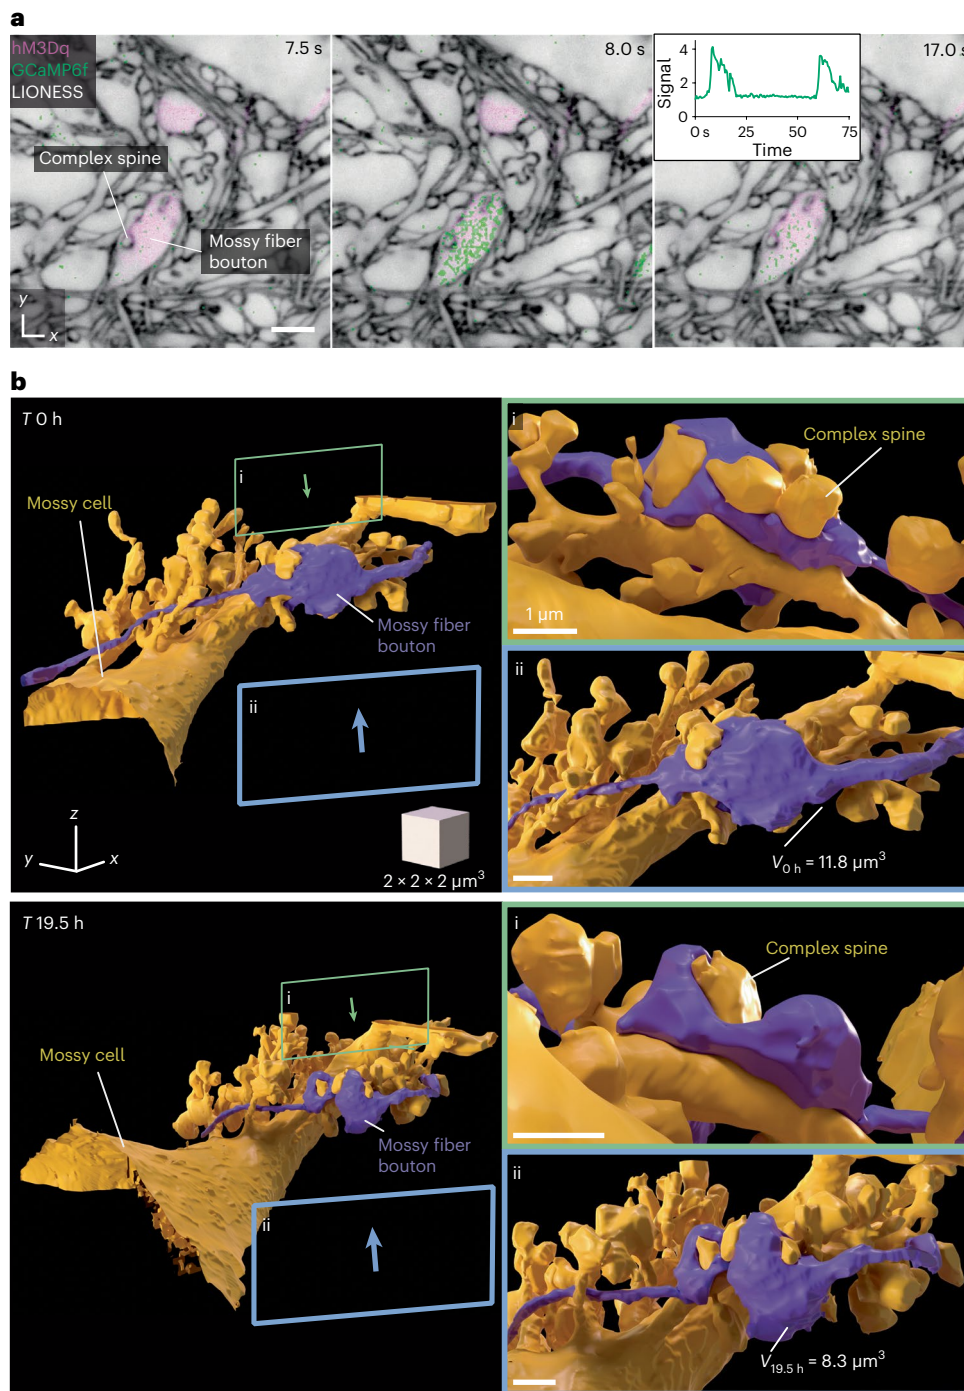 a
hM3Dq
GCaMP6f
LIONESS
7.5 s
8.0 s
17.0 s
Complex spine
Mossy fiber
bouton
y
x
Signal
4
2
0
0 s
25
50
75
Time
b
T 0 h
Mossy cell
i
Mossy fiber
bouton
ii
z
y
x
2 × 2 × 2 µm³
i
Complex spine
1 µm
ii
V0 h = 11.8 µm³
T 19.5 h
Mossy cell
i
Mossy fiber
bouton
ii
i
Complex spine
ii
V19.5 h = 8.3 µm³